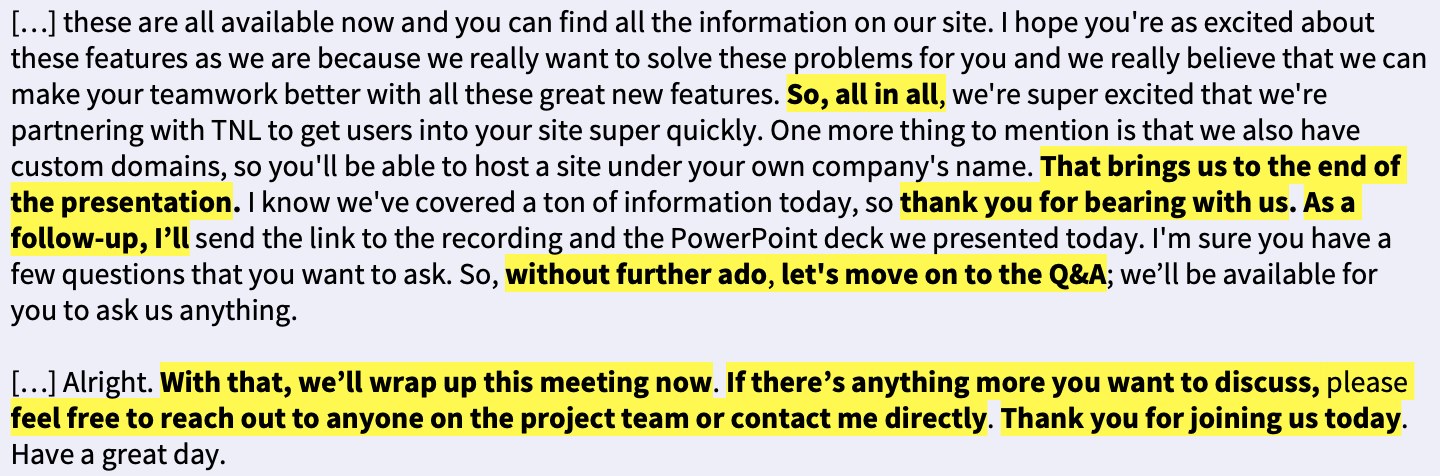 […] these are all available now and you can find all the information on our site. I hope you're as excited about
these features as we are because we really want to solve these problems for you and we really believe that we can
make your teamwork better with all these great new features. So, all in all, we're super excited that we're
partnering with TNL to get users into your site super quickly. One more thing to mention is that we also have
custom domains, so you'll be able to host a site under your own company's name. That brings us to the end of
the presentation. I know we've covered a ton of information today, so thank you for bearing with us. As a
follow-up, I’ll send the link to the recording and the PowerPoint deck we presented today. I'm sure you have a
few questions that you want to ask. So, without further ado, let's move on to the Q&A; we’ll be available for
you to ask us anything.
[…] Alright. With that, we’ll wrap up this meeting now. If there’s anything more you want to discuss, please
feel free to reach out to anyone on the project team or contact me directly. Thank you for joining us today.
Have a great day.